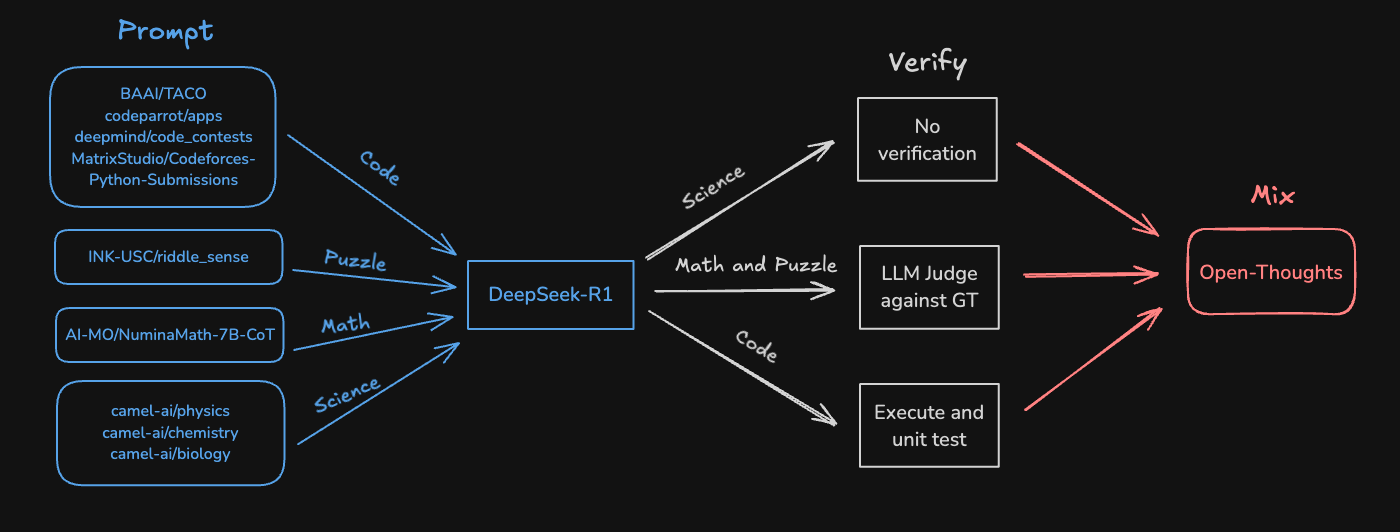 Prompt
BAAI/TACO
codeparrot/apps
deepmind/code_contests
MatrixStudio/Codeforces-
Python-Submissions
INK-USC/riddle_sense
AI-MO/NuminaMath-7B-CoT
camel-ai/physics
camel-ai/chemistry
camel-ai/biology
Code
Puzzle
Math
Science
DeepSeek-R1
Science
Math and Puzzle
Code
Verify
No
verification
LLM Judge
against GT
Execute and
unit test
Mix
Open-Thoughts